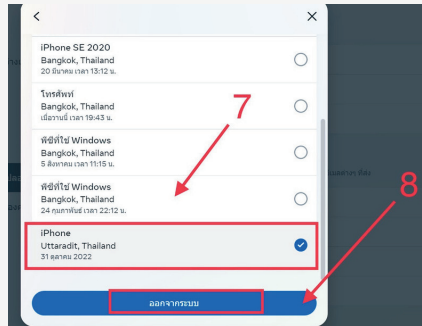 iPhone SE 2020
Bangkok, Thailand
20 มีนาคม เวลา 13:12 น.
โทรศัพท์
Bangkok, Thailand
เมื่อวานนี้ เวลา 19:43 น.
7
พีซีที่ใช้ Windows
Bangkok, Thailand
5 สิงหาคม เวลา 11:15 น.
พีซีที่ใช้ Windows
Bangkok, Thailand
24 กุมภาพันธ์ เวลา 22:12 น.
8
iPhone
Uttaradit, Thailand
31 ตุลาคม 2022
ออกจากระบบ